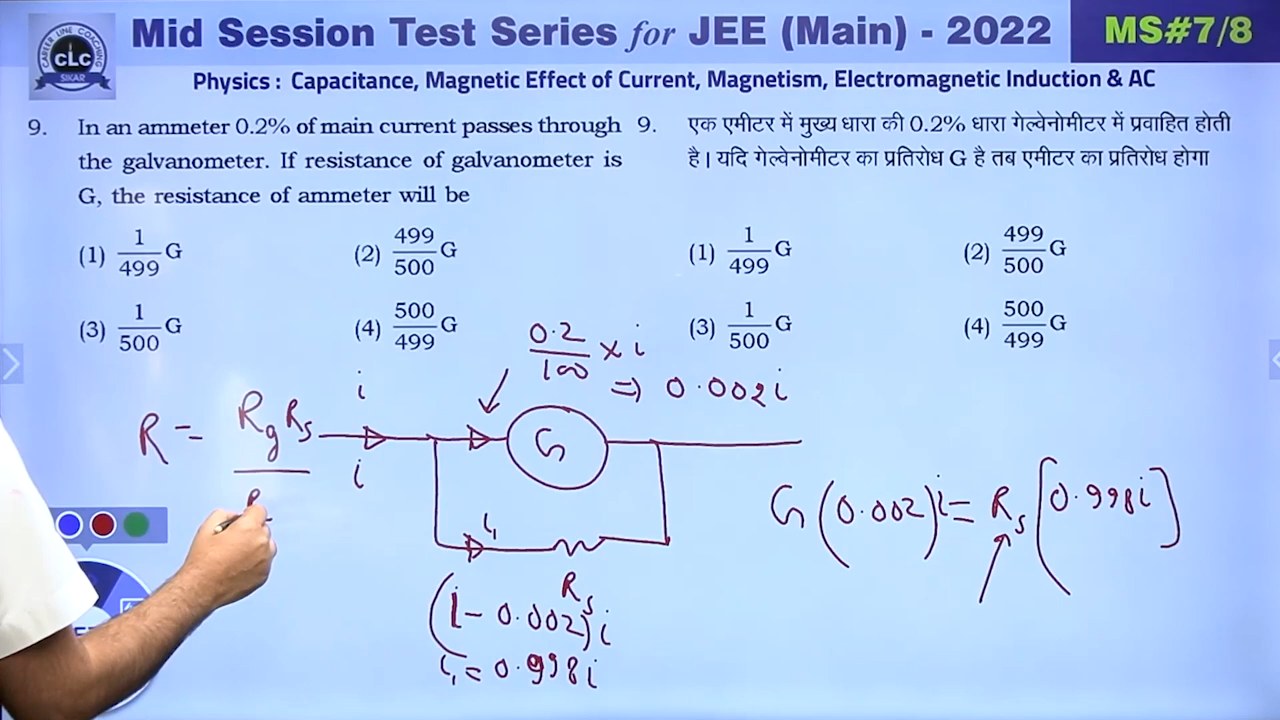 Mid Session Test Series for JEE (Main) - 2022
MS#7/8
CAREER LINE COACHING
CLC
SIKAR
Physics : Capacitance, Magnetic Effect of Current, Magnetism, Electromagnetic Induction & AC
9. In an ammeter 0.2% of main current passes through
the galvanometer. If resistance of galvanometer is
G, the resistance of ammeter will be
(1) 1/499 G
(2) 499/500 G
(3) 1/500 G
(4) 500/499 G
9. एक एमीटर में मुख्य धारा की 0.2% धारा गेल्वेनोमीटर में प्रवाहित होती
है। यदि गेल्वेनोमीटर का प्रतिरोध G है तब एमीटर का प्रतिरोध होगा
(1) 1/499 G
(2) 499/500 G
(3) 1/500 G
(4) 500/499 G
0.2/100 × i
⇒ 0.002i
i
R = RgRs
i
G
i₁
Rs
(1 - 0.002)i
i₁ = 0.998i
G(0.002)i = Rs[0.998i]